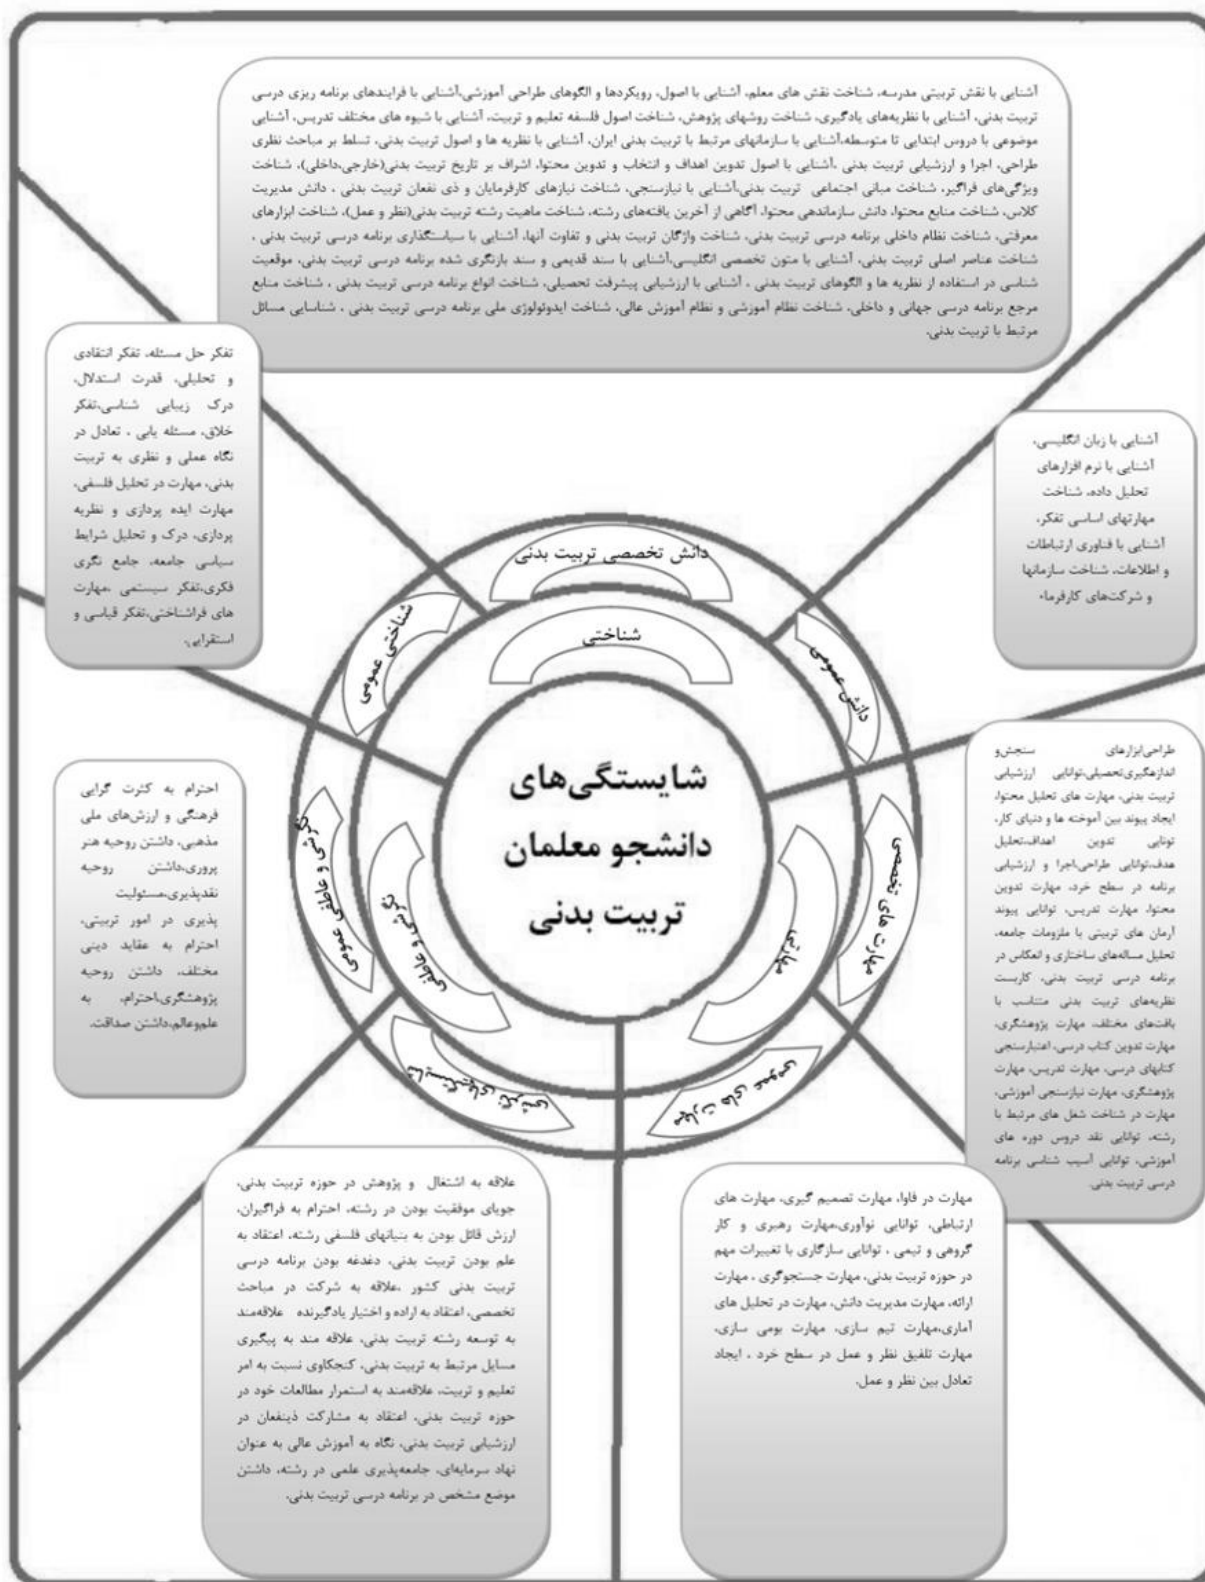 آشنایی با نقش تربیتی مدرسه، شناخت نقش های معلم، آشنایی با اصول، رویکردها و الگوهای طراحی آموزشی،آشنایی با فرایندهای برنامه ریزی درسی
تربیت بدنی، آشنایی با نظریه‌های یادگیری، شناخت روشهای پژوهش، شناخت اصول فلسفه تعلیم و تربیت، آشنایی با شیوه های مختلف تدریس، آشنایی
موضوعی با دروس ابتدایی تا متوسطه،آشنایی با سازمانهای مرتبط با تربیت بدنی ایران، آشنایی با نظریه ها و اصول تربیت بدنی، تسلط بر مباحث نظری
طراحی، اجرا و ارزشیابی تربیت بدنی ،آشنایی با اصول تدوین اهداف و انتخاب و تدوین محتوا، اشراف بر تاریخ تربیت بدنی(خارجی،داخلی)، شناخت
ویژگی‌های فراگیر، شناخت مبانی اجتماعی تربیت بدنی،آشنایی با نیازسنجی، شناخت نیازهای کارفرمایان و ذی نفعان تربیت بدنی ، دانش مدیریت
کلاس، شناخت منابع محتوا، دانش سازماندهی محتوا، آگاهی از آخرین یافته‌های رشته، شناخت ماهیت رشته تربیت بدنی(نظر و عمل)، شناخت ابزارهای
معرفتی، شناخت نظام داخلی برنامه درسی تربیت بدنی، شناخت واژگان تربیت بدنی و تفاوت آنها، آشنایی با سیاستگذاری برنامه درسی تربیت بدنی ،
شناخت عناصر اصلی تربیت بدنی، آشنایی با متون تخصصی انگلیسی،آشنایی با سند قدیمی و سند بازنگری شده برنامه درسی تربیت بدنی، موقعیت
شناسی در استفاده از نظریه ها و الگوهای تربیت بدنی ، آشنایی با ارزشیابی پیشرفت تحصیلی، شناخت انواع برنامه درسی تربیت بدنی ، شناخت منابع
مرجع برنامه درسی جهانی و داخلی، شناخت نظام آموزشی و نظام آموزش عالی، شناخت ایدوئولوژی ملی برنامه درسی تربیت بدنی ، شناسایی مسائل
مرتبط با تربیت بدنی.
آشنایی با زبان انگلیسی،
آشنایی با نرم افزارهای
تحلیل داده، شناخت
مهارتهای اساسی تفکر،
آشنایی با فناوری ارتباطات
و اطلاعات، شناخت سازمانها
و شرکت‌های کارفرما،
تفکر حل مسئله، تفکر انتقادی
و تحلیلی، قدرت استدلال،
درک زیبایی شناسی،تفکر
خلاق، مسئله یابی ، تعادل در
نگاه عملی و نظری به تربیت
بدنی، مهارت در تحلیل فلسفی،
مهارت ایده پردازی و نظریه
پردازی، درک و تحلیل شرایط
سیاسی جامعه، جامع نگری
فکری،تفکر سیستمی ،مهارت
های فراشناختی،تفکر قیاسی و
استقرایی.
دانش تخصصی تربیت بدنی
شناختی
دانش عمومی
شناختی عمومی
شایستگی‌های
دانشجو معلمان
تربیت بدنی
مهارت های تخصصی
مهارتی
نگرشی و عاطفی
نگرشی و عاطفی عمومی
مهارت های عمومی
شایستگیهای نگرشی
طراحی‌ابزارهای سنجش‌و
اندازه‌گیری‌تحصیلی،توانایی ارزشیابی
تربیت بدنی، مهارت های تحلیل محتوا،
ایجاد پیوند بین آموخته ها و دنیای کار،
تونایی تدوین اهداف،تحلیل
هدف،توانایی طراحی،اجرا و ارزشیابی
برنامه در سطح خرد، مهارت تدوین
محتوا، مهارت تدریس، توانایی پیوند
آرمان های تربیتی با ملزومات جامعه،
تحلیل مساله‌های ساختاری و انعکاس در
برنامه درسی تربیت بدنی، کاربست
نظریه‌های تربیت بدنی متناسب با
بافت‌های مختلف، مهارت پژوهشگری،
مهارت تدوین کتاب درسی، اعتبارسنجی
کتابهای درسی، مهارت تدریس، مهارت
پژوهشگری، مهارت نیازسنجی آموزشی،
مهارت در شناخت شغل های مرتبط با
رشته، توانایی نقد دروس دوره های
آموزشی، توانایی آسیب شناسی برنامه
درسی تربیت بدنی.
احترام به کثرت گرایی
فرهنگی و ارزش‌های ملی
مذهبی، داشتن روحیه هنر
پروری،داشتن روحیه
نقدپذیری،مسئولیت
پذیری در امور تربیتی،
احترام به عقاید دینی
مختلف، داشتن روحیه
پژوهشگری،احترام، به
علم‌وعالم،داشتن صداقت.
مهارت در فاوا، مهارت تصمیم گیری، مهارت های
ارتباطی، توانایی نوآوری،مهارت رهبری و کار
گروهی و تیمی ، توانایی سازگاری با تغییرات مهم
در حوزه تربیت بدنی، مهارت جستجوگری ، مهارت
ارائه، مهارت مدیریت دانش، مهارت در تحلیل های
آماری،مهارت تیم سازی، مهارت بومی سازی،
مهارت تلفیق نظر و عمل در سطح خرد ، ایجاد
تعادل بین نظر و عمل.
علاقه به اشتغال و پژوهش در حوزه تربیت بدنی،
جویای موفقیت بودن در رشته، احترام به فراگیران،
ارزش قائل بودن به بنیانهای فلسفی رشته، اعتقاد به
علم بودن تربیت بدنی، دغدغه بودن برنامه درسی
تربیت بدنی کشور ،علاقه به شرکت در مباحث
تخصصی، اعتقاد به اراده و اختیار یادگیرنده علاقه‌مند
به توسعه رشته تربیت بدنی، علاقه مند به پیگیری
مسایل مرتبط به تربیت بدنی، کنجکاوی نسبت به امر
تعلیم و تربیت، علاقه‌مند به استمرار مطالعات خود در
حوزه تربیت بدنی، اعتقاد به مشارکت ذینفعان در
ارزشیابی تربیت بدنی، نگاه به آموزش عالی به عنوان
نهاد سرمایه‌ای، جامعه‌پذیری علمی در رشته، داشتن
موضع مشخص در برنامه درسی تربیت بدنی.